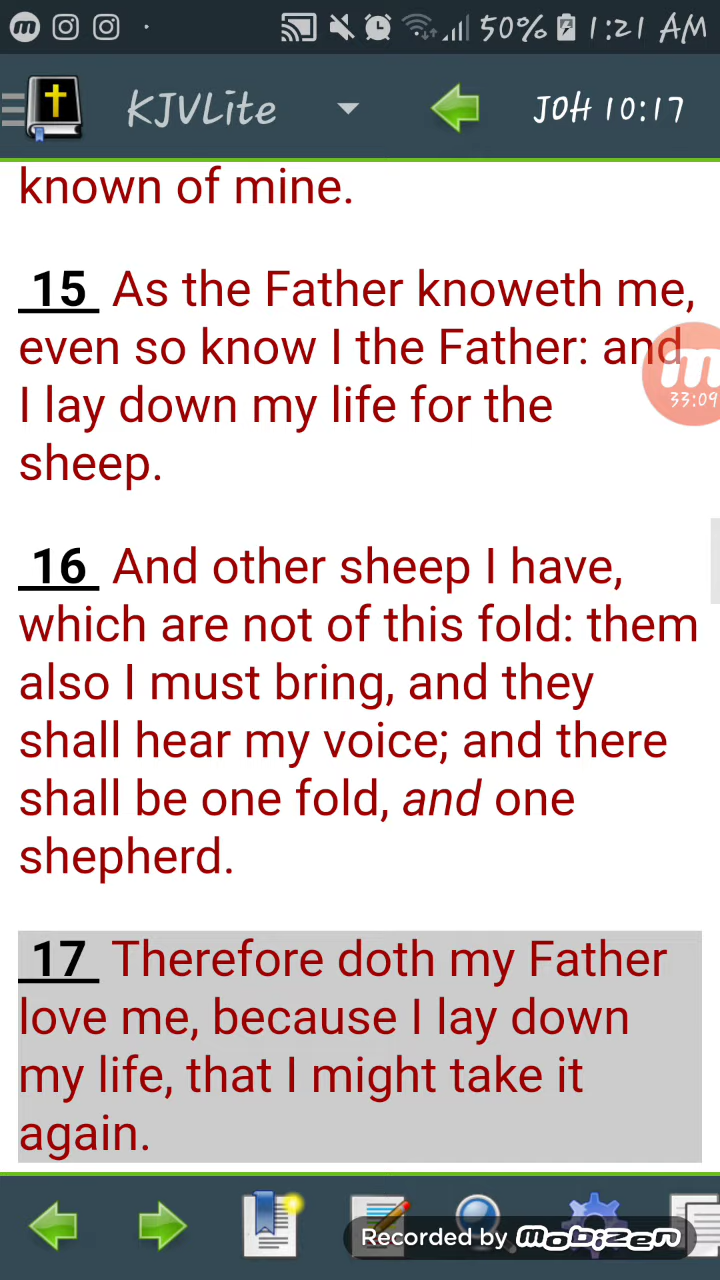 50% 1:21 AM
KJVLite JOH 10:17
known of mine.
15 As the Father knoweth me,
even so know I the Father: and
I lay down my life for the
sheep.
33:09
16 And other sheep I have,
which are not of this fold: them
also I must bring, and they
shall hear my voice; and there
shall be one fold, and one
shepherd.
17 Therefore doth my Father
love me, because I lay down
my life, that I might take it
again.
Recorded by mobizen